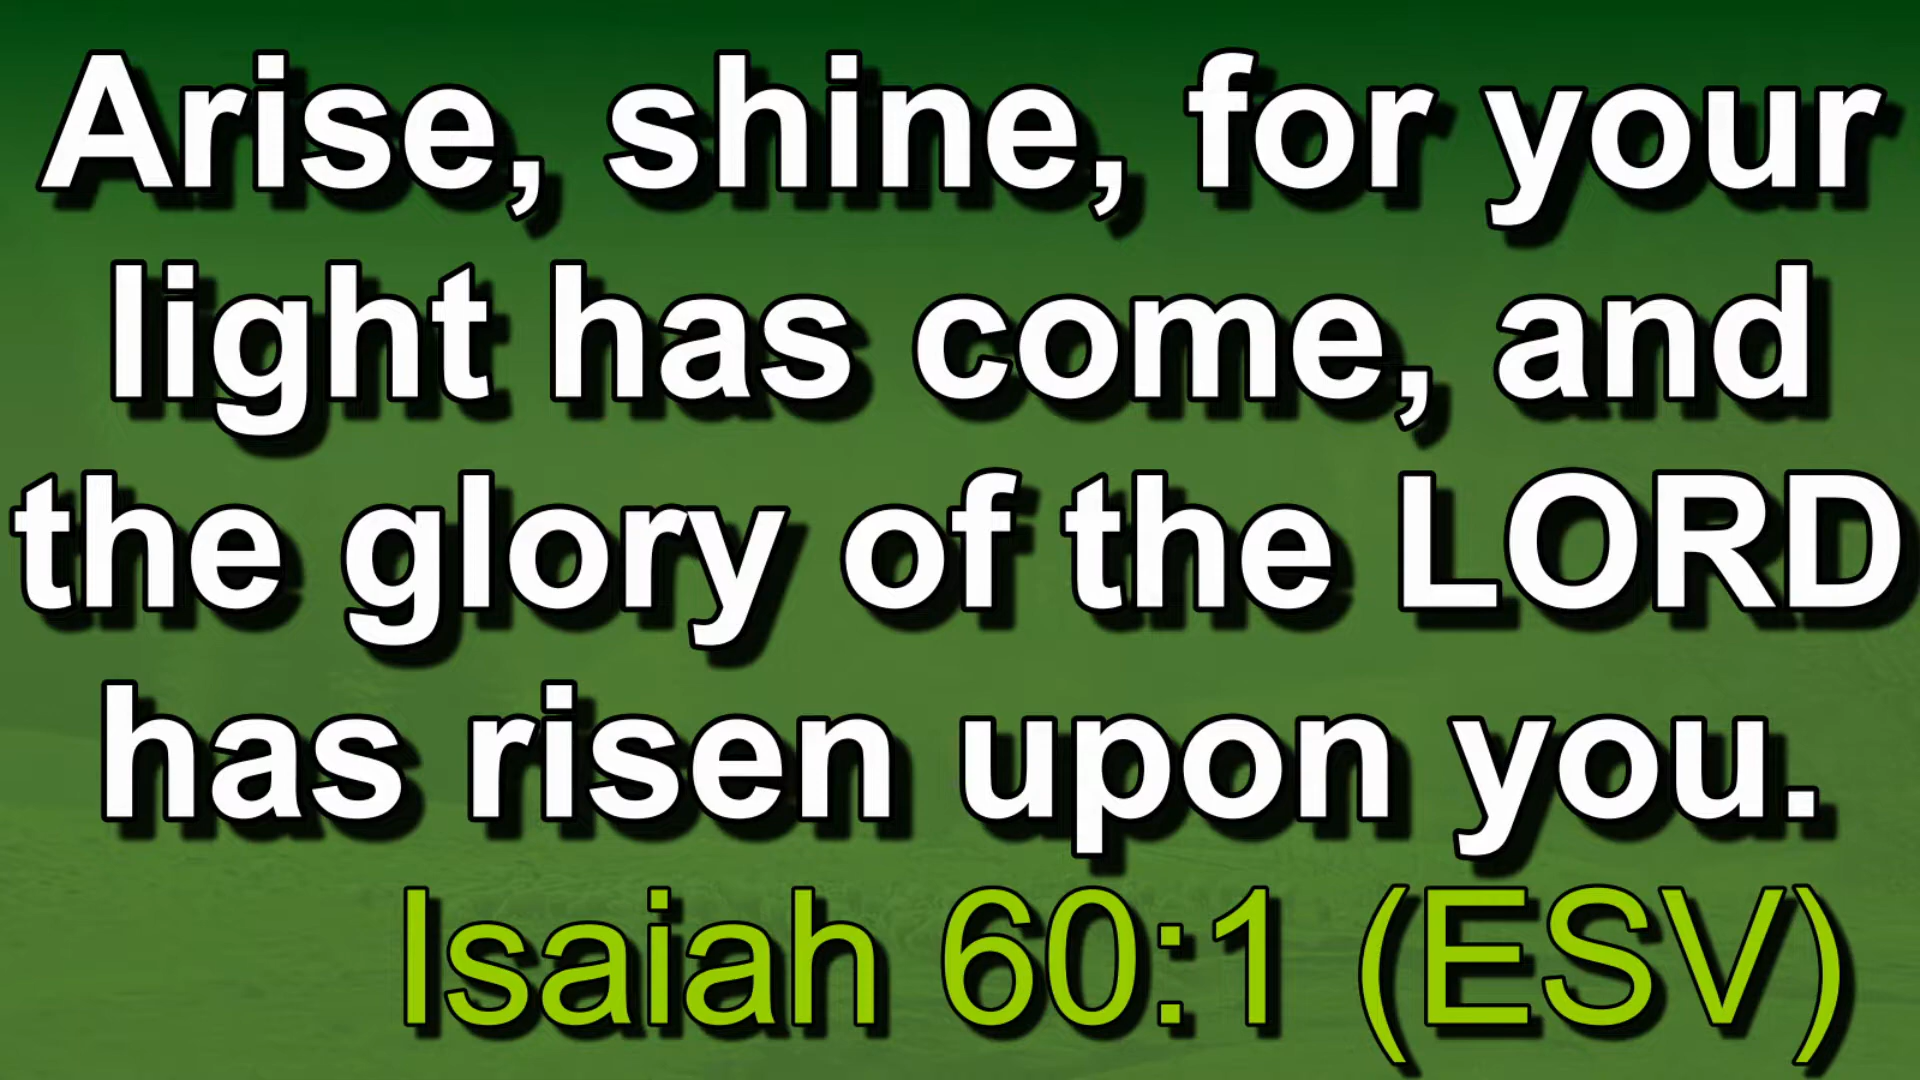 Arise, shine, for your
light has come, and
the glory of the LORD
has risen upon you.
Isaiah 60:1 (ESV)